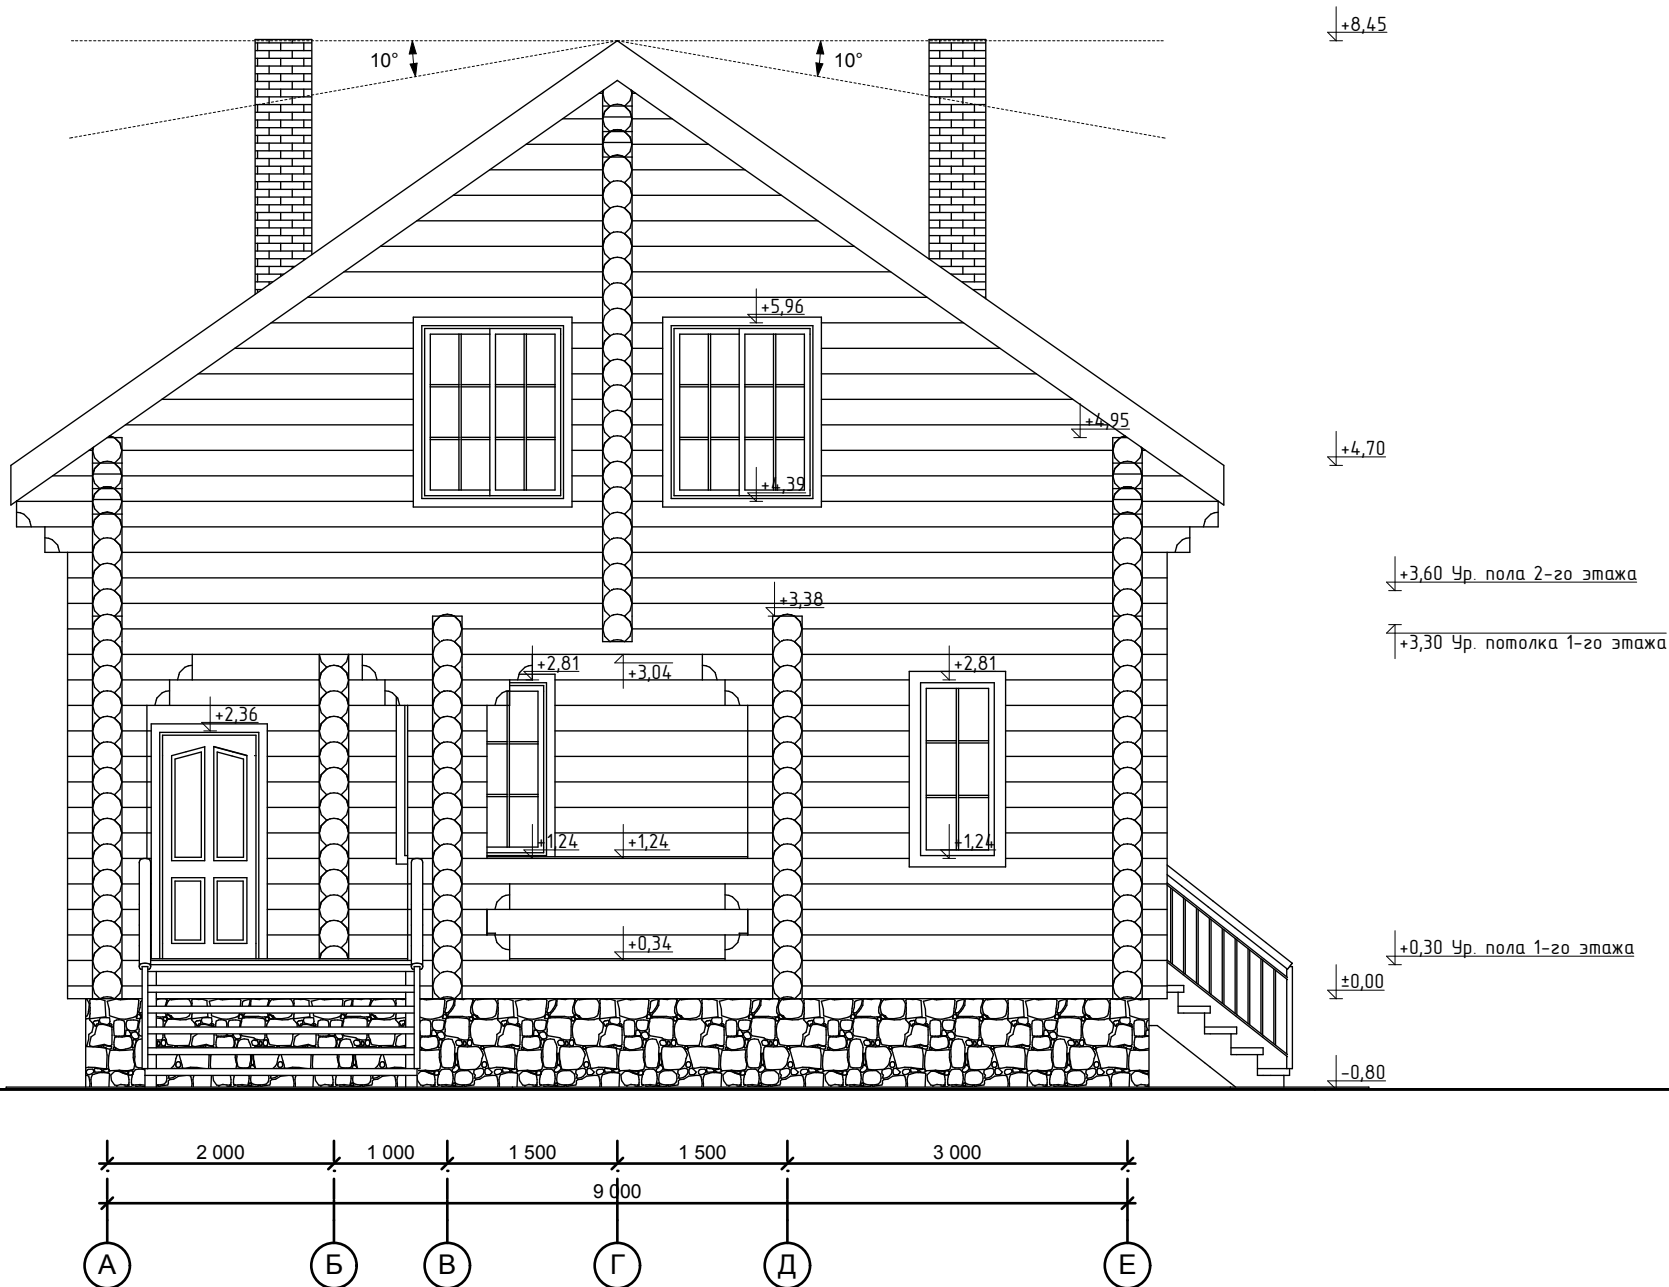 +8,45
10°
10°
+5,96
+4,95
+4,70
+4,39
+3,60 Ур. пола 2-го этажа
+3,38
+3,30 Ур. потолка 1-го этажа
+2,81
+3,04
+2,81
+2,36
+1,24
+1,24
+1,24
+0,34
+0,30 Ур. пола 1-го этажа
±0,00
-0,80
2 000
1 000
1 500
1 500
3 000
9 000
А
Б
В
Г
Д
Е